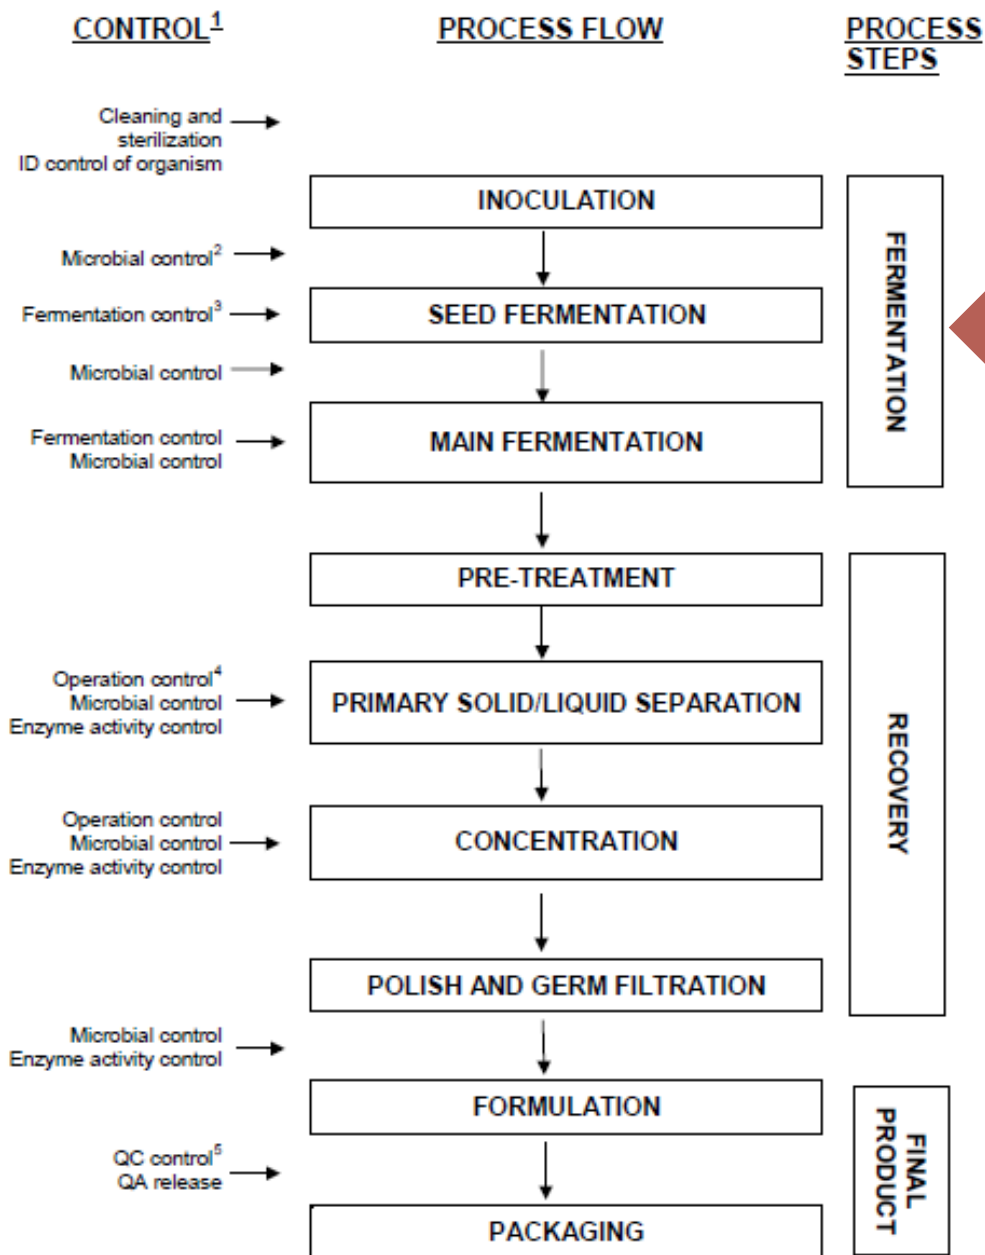 CONTROL1
PROCESS FLOW
PROCESS
STEPS
Cleaning and
sterilization
ID control of organism
INOCULATION
Microbial control2
Fermentation control3
SEED FERMENTATION
Microbial control
Fermentation control
Microbial control
MAIN FERMENTATION
FERMENTATION
PRE-TREATMENT
Operation control4
Microbial control
Enzyme activity control
PRIMARY SOLID/LIQUID SEPARATION
Operation control
Microbial control
Enzyme activity control
CONCENTRATION
POLISH AND GERM FILTRATION
RECOVERY
Microbial control
Enzyme activity control
FORMULATION
QC control5
QA release
PACKAGING
FINAL
PRODUCT